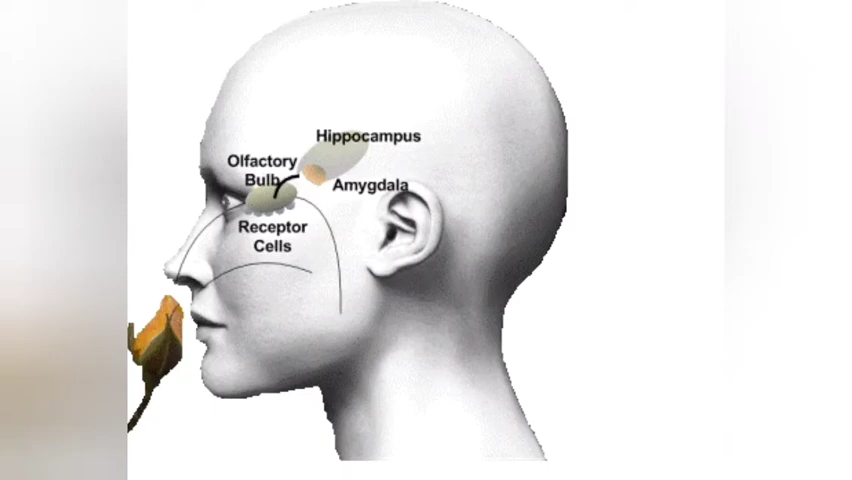 Hippocampus
Olfactory
Bulb
Amygdala
Receptor
Cells